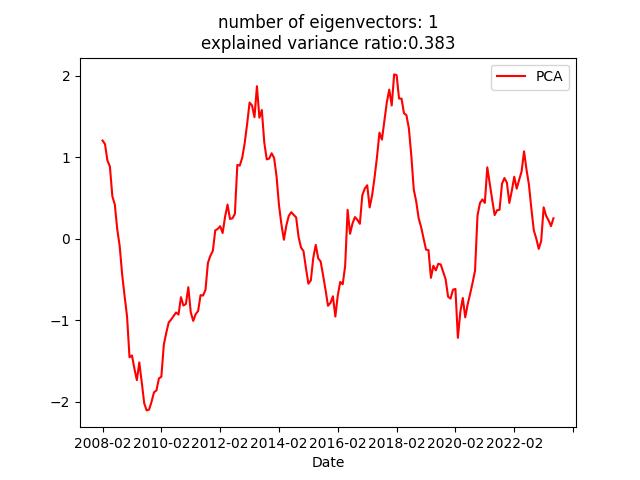 number of eigenvectors: 1
explained variance ratio:0.383
PCA
2
1
0
−1
−2
2008-02 2010-02 2012-02 2014-02 2016-02 2018-02 2020-02 2022-02
Date